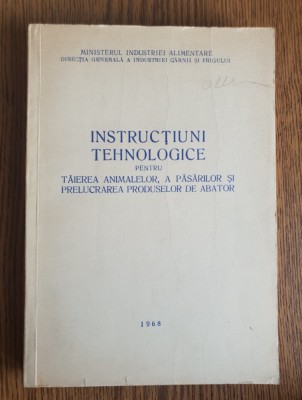 MINISTERUL INDUSTRIEI ALIMENTARE
DIRECȚIA GENERALĂ A INDUSTRIEI CĂRNII ȘI FRIGULUI
INSTRUCȚIUNI
TEHNOLOGICE
PENTRU
TĂIEREA ANIMALELOR, A PĂSĂRILOR ȘI
PRELUCRAREA PRODUSELOR DE ABATOR
1968